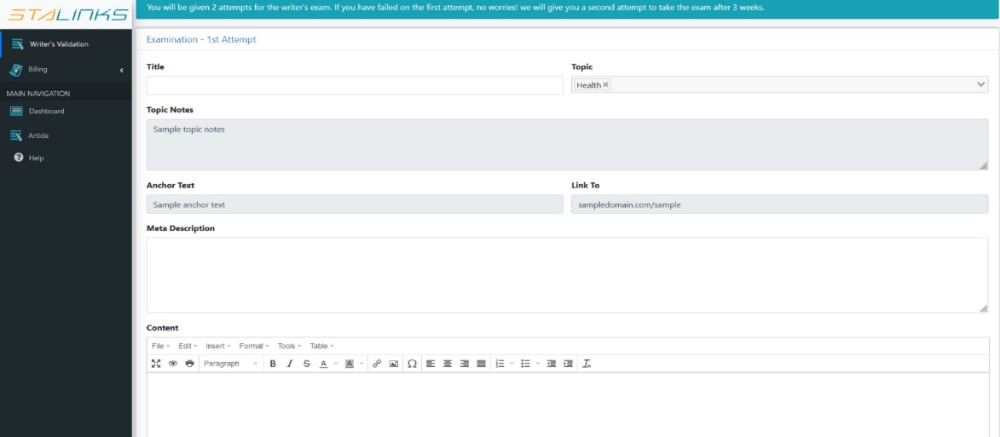 STALINKS
You will be given 2 attempts for the writer's exam. If you have failed on the first attempt, no worries! we will give you a second attempt to take the exam after 3 weeks.
Writer's Validation
Billing
MAIN NAVIGATION
Dashboard
Article
Help
Examination - 1st Attempt
Title
Topic
Health ×
Topic Notes
Sample topic notes
Anchor Text
Link To
Sample anchor text
sampledomain.com/sample
Meta Description
Content
File Edit Insert Format Tools Table
Paragraph B I S A A Ω